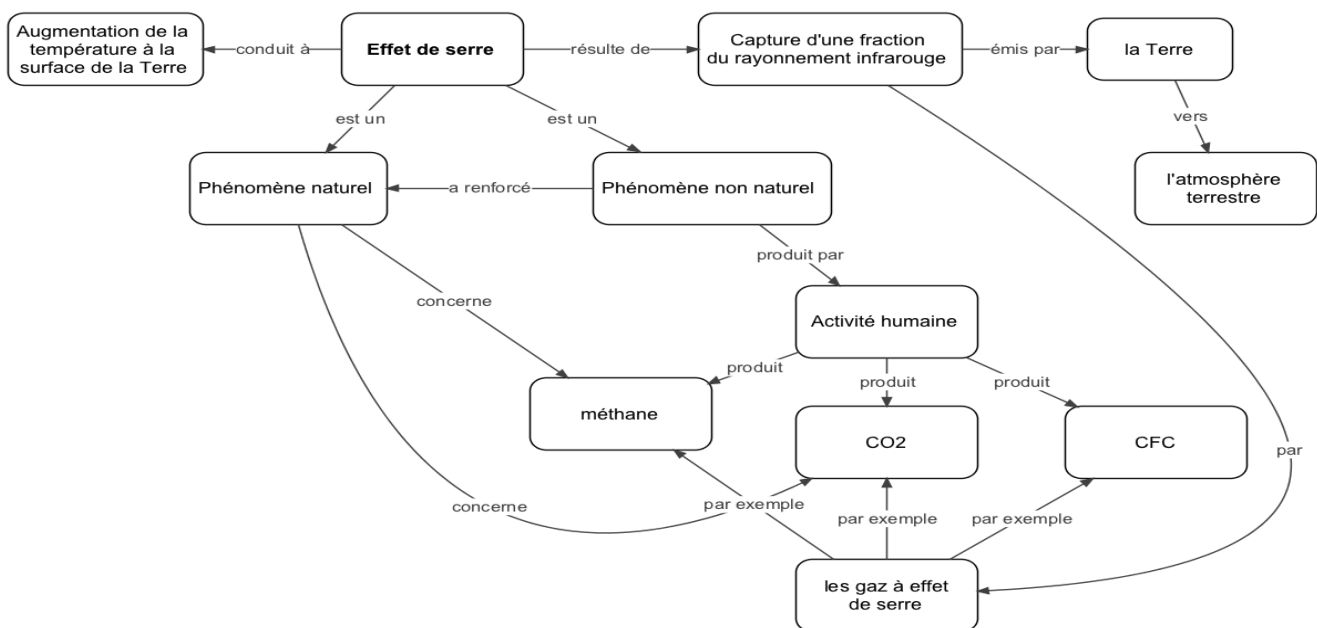 Augmentation de la
température à la
surface de la Terre
conduit à
Effet de serre
résulte de
Capture d'une fraction
du rayonnement infrarouge
émis par
la Terre
est un
est un
vers
Phénomène naturel
a renforcé
Phénomène non naturel
l'atmosphère
terrestre
produit par
concerne
Activité humaine
produit
produit
produit
méthane
CO2
CFC
par
concerne
par exemple
par exemple
par exemple
les gaz à effet
de serre